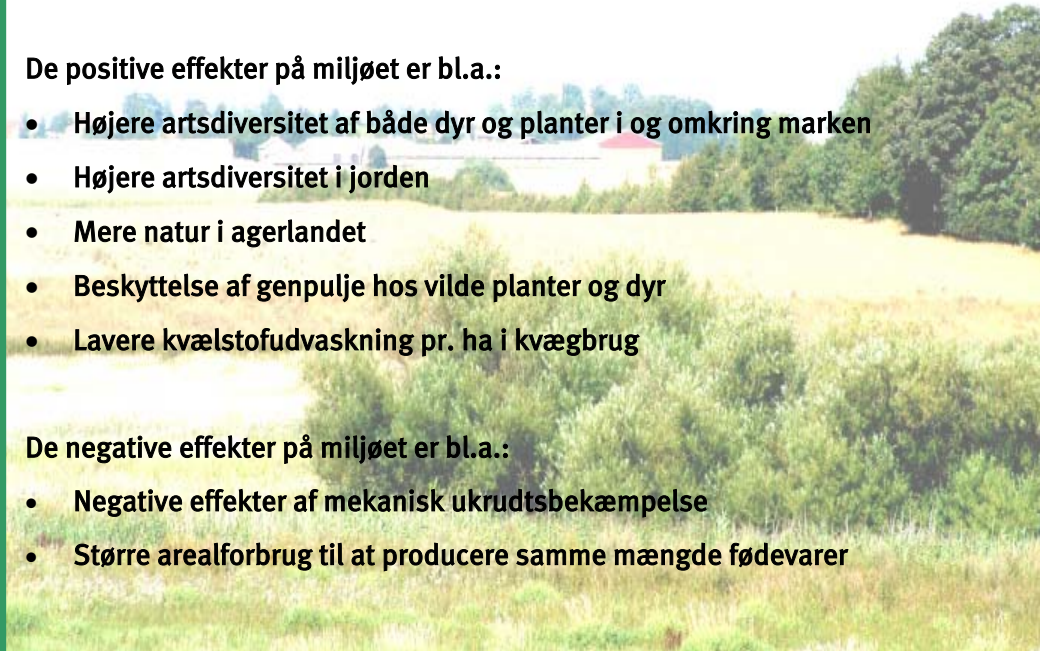 De positive effekter på miljøet er bl.a.:
• Højere artsdiversitet af både dyr og planter i og omkring marken
• Højere artsdiversitet i jorden
• Mere natur i agerlandet
• Beskyttelse af genpulje hos vilde planter og dyr
• Lavere kvælstofudvaskning pr. ha i kvægbrug
De negative effekter på miljøet er bl.a.:
• Negative effekter af mekanisk ukrudtsbekæmpelse
• Større arealforbrug til at producere samme mængde fødevarer